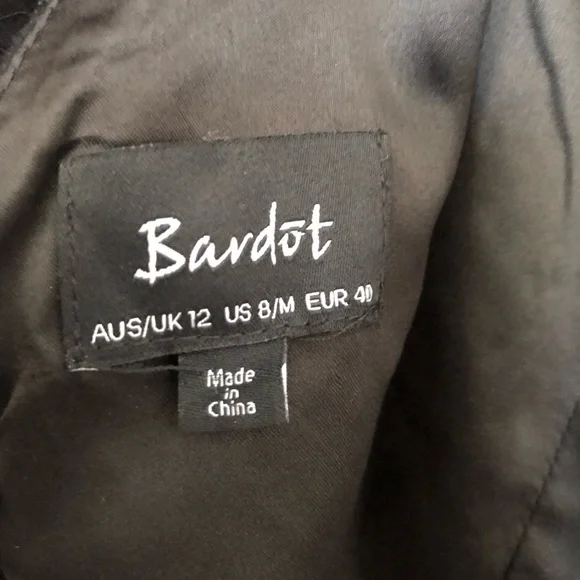 Bardōt
AUS/UK 12 US 8/M EUR 40
Made
in
China